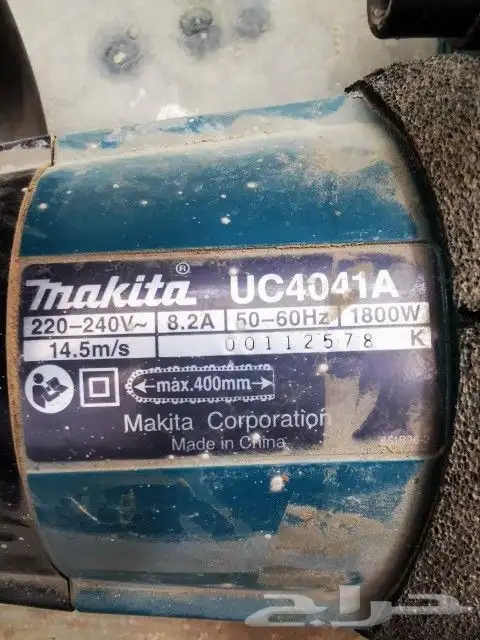 makita® UC4041A
220-240V~ 8.2A 50-60Hz 1800W
14.5m/s 00112578 K
max.400mm
Makita Corporation
Made in China
حراج